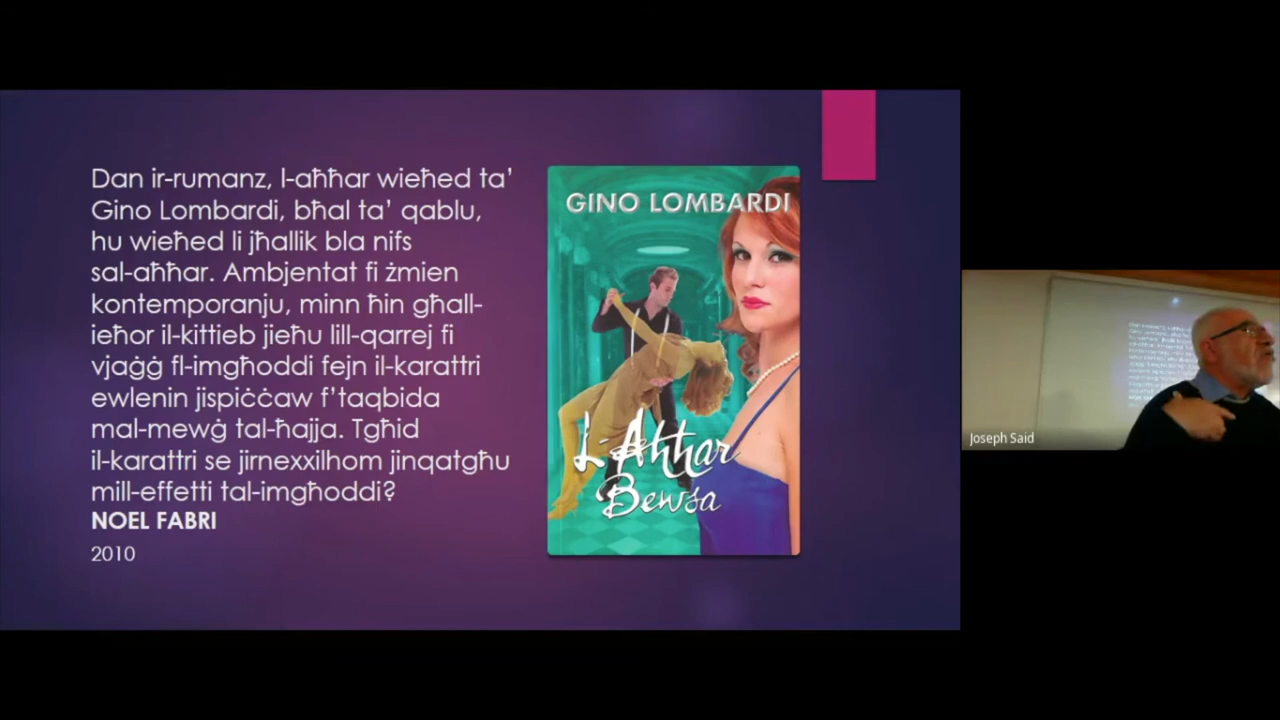 Dan ir-rumanz, l-aħħar wieħed ta'
Gino Lombardi, bħal ta' qablu,
hu wieħed li jħallik bla nifs
sal-aħħar. Ambjentat fi żmien
kontemporanju, minn ħin għall-
ieħor il-kittieb jieħu lill-qarrej fi
vjaġġ fl-imgħoddi fejn il-karattri
ewlenin jispiċċaw f'taqbida
mal-mewġ tal-ħajja. Tgħid
il-karattri se jirnexxilhom jinqatgħu
mill-effetti tal-imgħoddi?
NOEL FABRI
2010
GINO LOMBARDI
L-Aħħar
Bewsa
Joseph Said